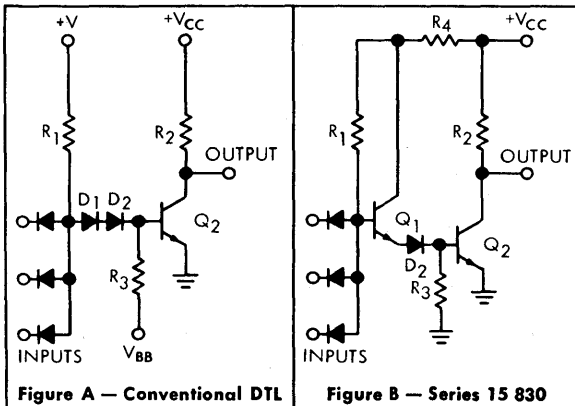 +V
+VCC
R1
R2
OUTPUT
D1 D2
Q2
R3
INPUTS
VBB
Figure A — Conventional DTL
R4
+VCC
R1
R2
OUTPUT
Q1
D2
Q2
R3
INPUTS
Figure B — Series 15 830